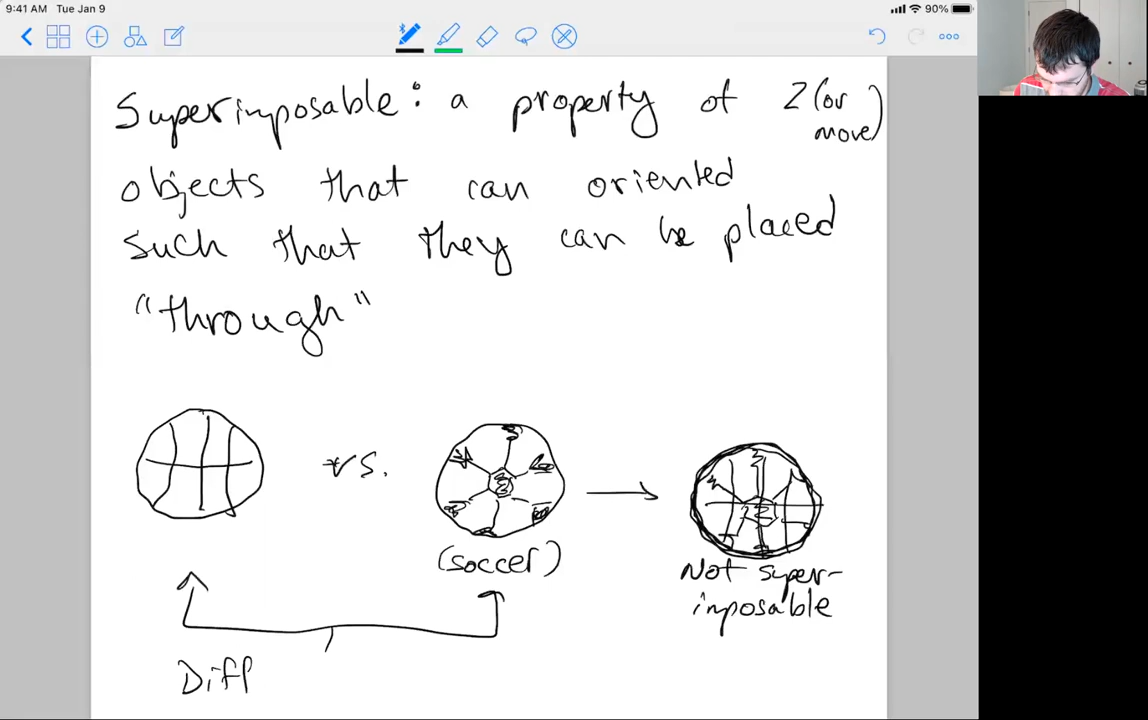 9:41 AM Tue Jan 9
90%
Superimposable: a property of 2 (or move)
objects that can oriented
such that they can be placed
"through"
vs.
(soccer)
Not super-
imposable
Diff